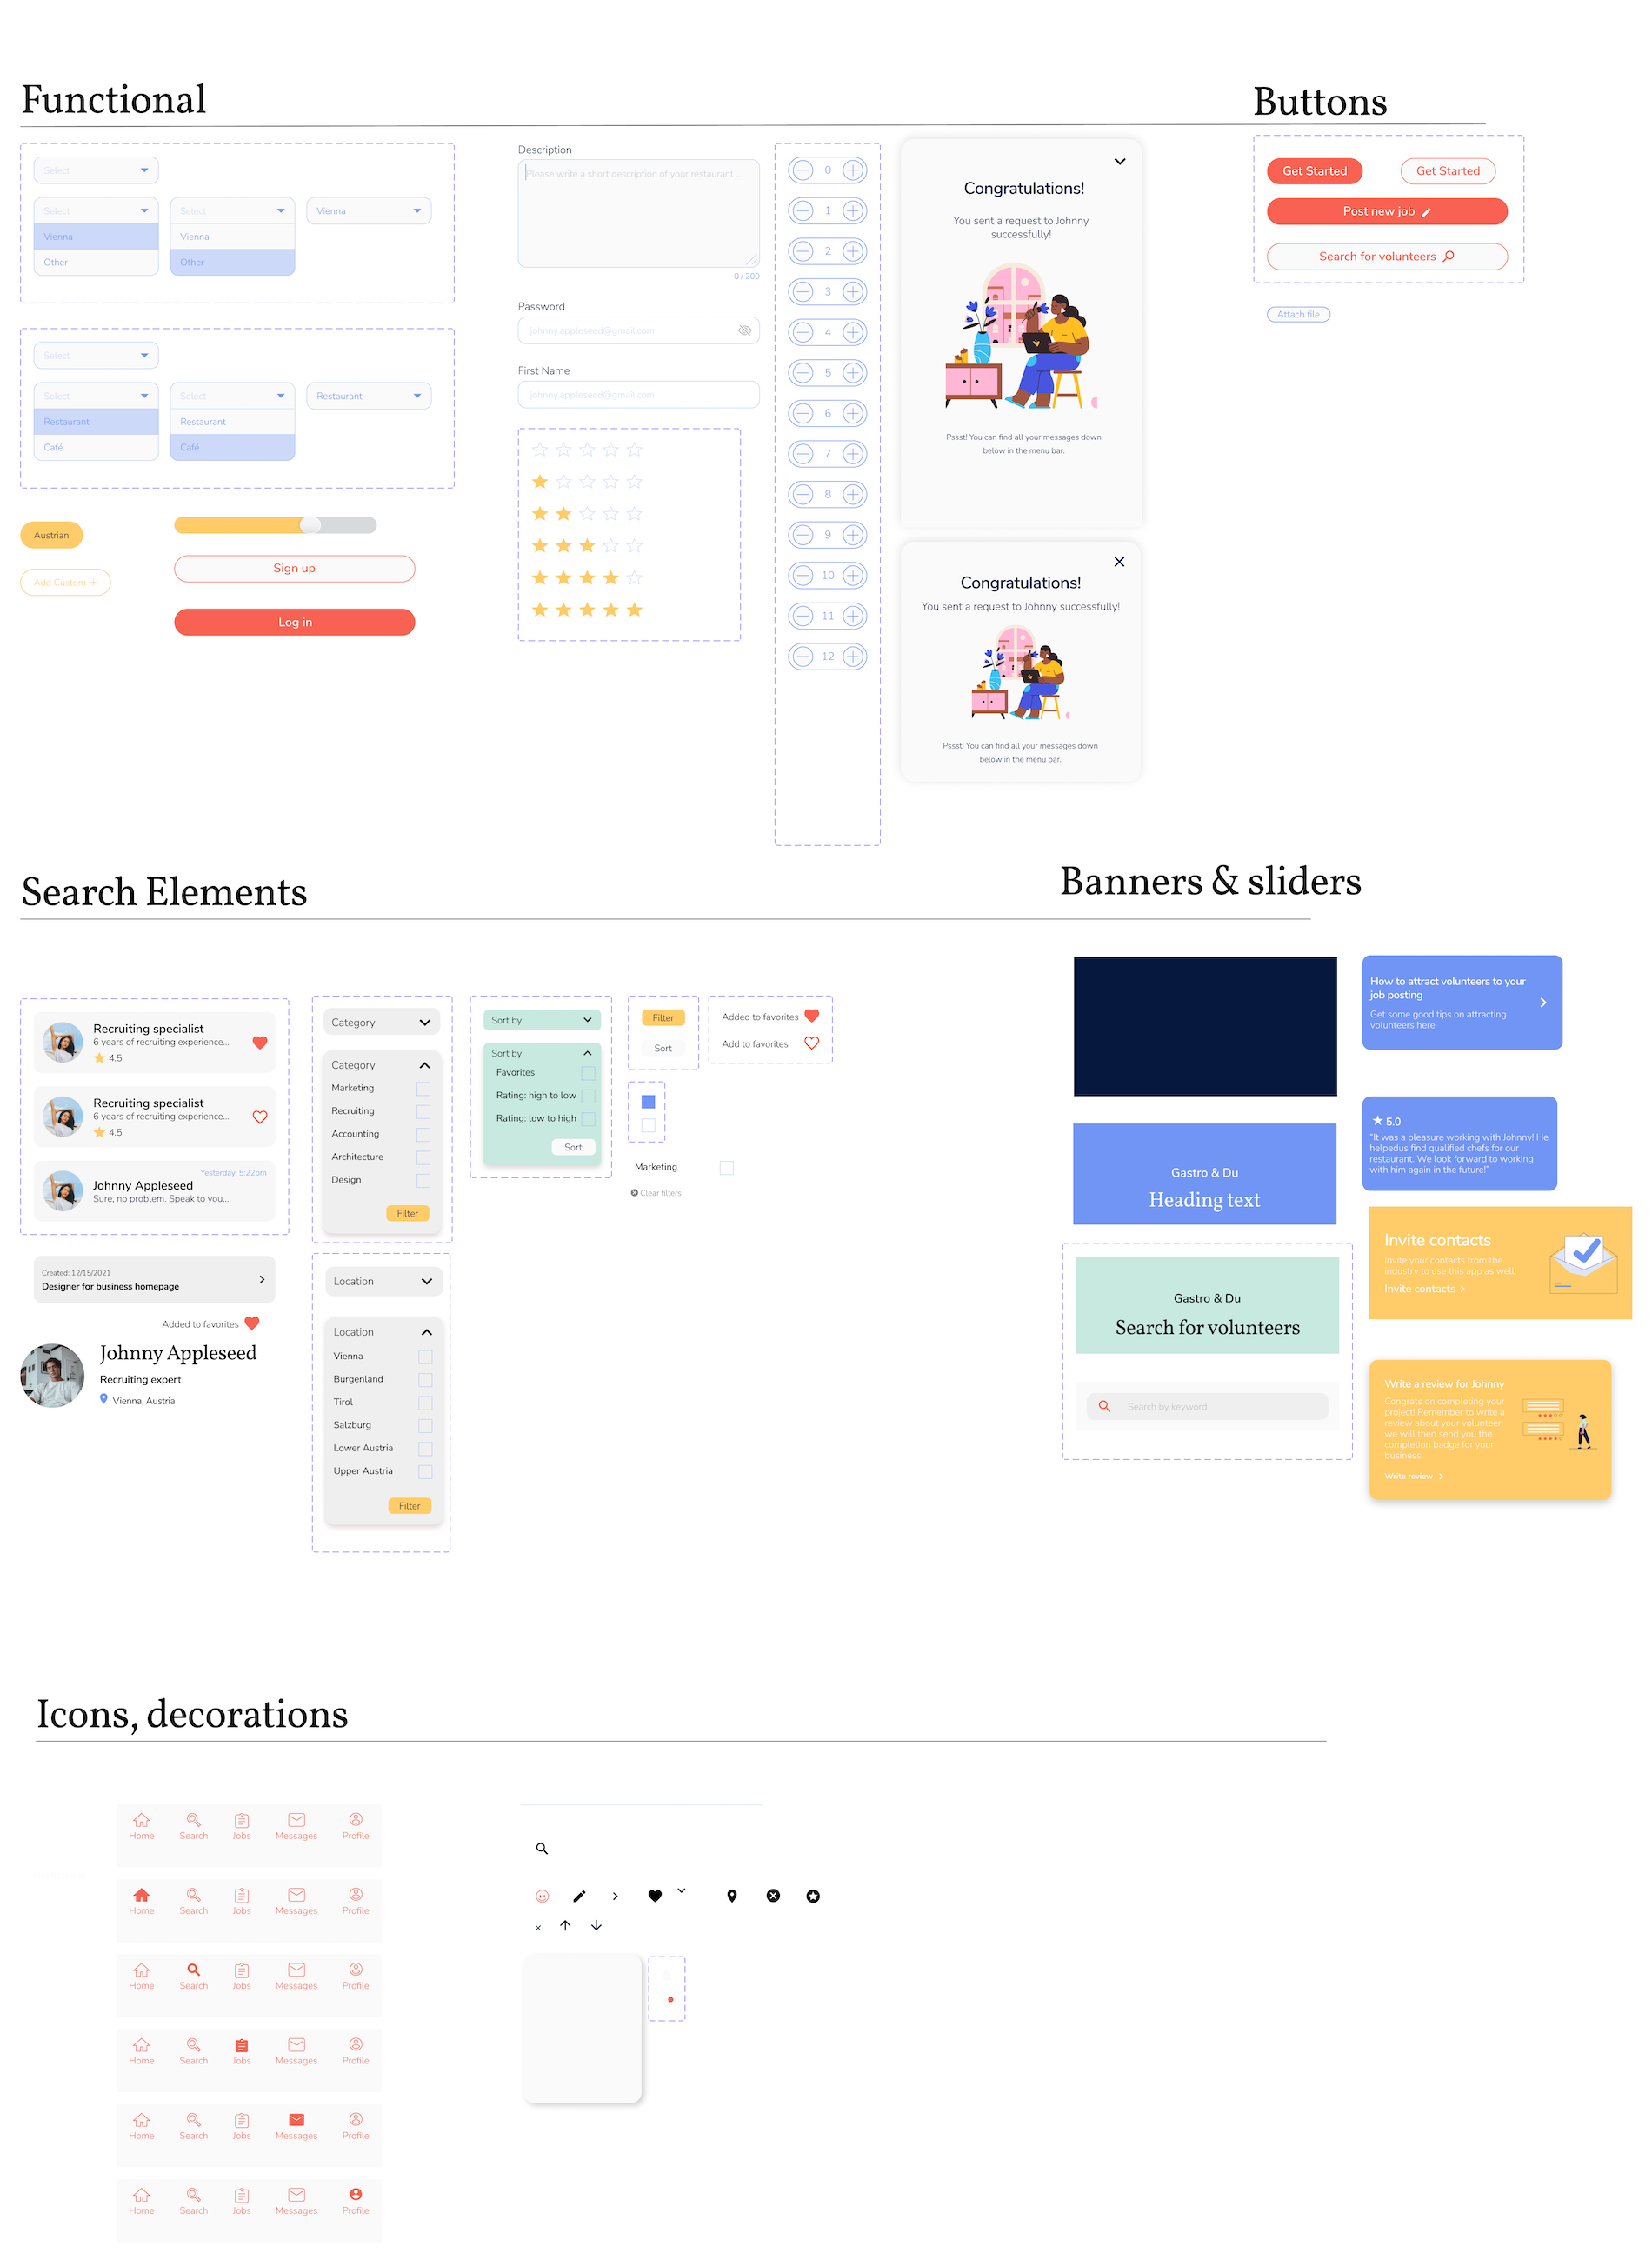 Functional
Select
Select
Vienna
Other
Select
Vienna
Other
Vienna
Select
Select
Restaurant
Café
Select
Restaurant
Café
Restaurant
Austrian
Add Custom +
Sign up
Log in
Description
Please write a short description of your restaurant ...
0 / 200
Password
johnny.appleseed@gmail.com
First Name
johnny.appleseed@gmail.com
0
1
2
3
4
5
6
7
8
9
10
11
12
Congratulations!
You sent a request to Johnny
successfully!
Pssst! You can find all your messages down
below in the menu bar.
Congratulations!
You sent a request to Johnny successfully!
Pssst! You can find all your messages down
below in the menu bar.
Buttons
Get Started
Get Started
Post new job
Search for volunteers
Attach file
Search Elements
Recruiting specialist
6 years of recruiting experience...
4.5
Recruiting specialist
6 years of recruiting experience...
4.5
Yesterday, 5:22pm
Johnny Appleseed
Sure, no problem. Speak to you....
Created: 12/15/2021
Designer for business homepage
Added to favorites
Johnny Appleseed
Recruiting expert
Vienna, Austria
Category
Category
Marketing
Recruiting
Accounting
Architecture
Design
Filter
Location
Location
Vienna
Burgenland
Tirol
Salzburg
Lower Austria
Upper Austria
Filter
Sort by
Sort by
Favorites
Rating: high to low
Rating: low to high
Sort
Filter
Sort
Added to favorites
Add to favorites
Marketing
Clear filters
Banners & sliders
Gastro & Du
Heading text
Gastro & Du
Search for volunteers
Search by keyword
How to attract volunteers to your
job posting
Get some good tips on attracting
volunteers here
5.0
"It was a pleasure working with Johnny! He
helpedus find qualified chefs for our
restaurant. We look forward to working
with him again in the future!"
Invite contacts
Invite your contacts from the
industry to use this app as well!
Invite contacts
Write a review for Johnny
Congrats on completing your
project! Remember to write a
review about your volunteer,
we will then send you the
completion badge for your
business.
Write review
Icons, decorations
Home Search Jobs Messages Profile
Home Search Jobs Messages Profile
Home Search Jobs Messages Profile
Home Search Jobs Messages Profile
Home Search Jobs Messages Profile
Home Search Jobs Messages Profile